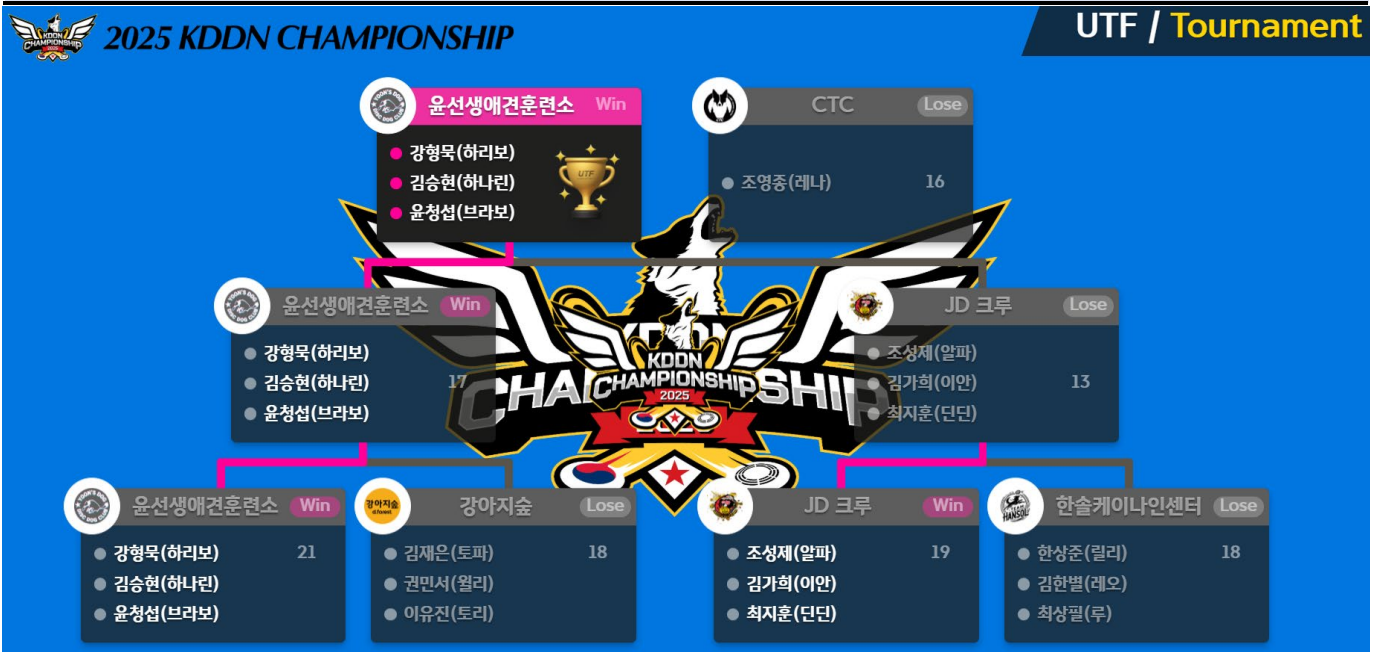 2025 KDDN CHAMPIONSHIP
UTF / Tournament
윤선생애견훈련소 Win
강형묵(하리보)
김승현(하나린)
윤청섭(브라보)
UTF
CTC Lose
조영종(레나) 16
윤선생애견훈련소 Win
강형묵(하리보)
김승현(하나린) 17
윤청섭(브라보)
JD 크루 Lose
조성제(알파)
김가희(이안) 13
최지훈(딘딘)
KDDN
CHAMPIONSHIP
2025
윤선생애견훈련소 Win
강형묵(하리보) 21
김승현(하나린)
윤청섭(브라보)
강아지숲
강아지숲 Lose
김재은(토파) 18
권민서(월리)
이유진(토리)
JD 크루 Win
조성제(알파) 19
김가희(이안)
최지훈(딘딘)
HANSOL
한솔케이나인센터 Lose
한상준(릴리) 18
김한별(레오)
최상필(루)